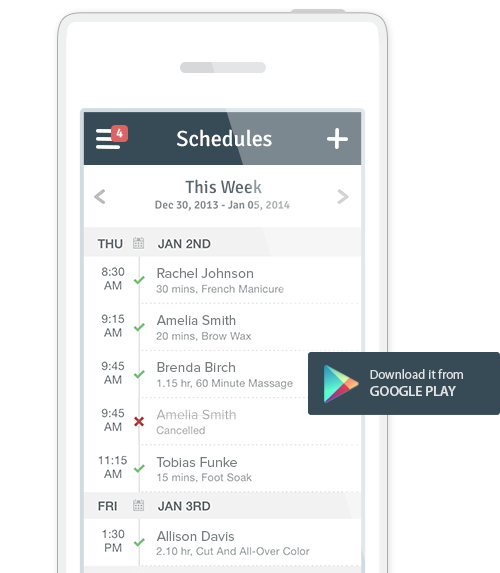 4
Schedules
This Week
Dec 30, 2013 - Jan 05, 2014
THU JAN 2ND
8:30 AM
Rachel Johnson
30 mins, French Manicure
9:15 AM
Amelia Smith
20 mins, Brow Wax
9:45 AM
Brenda Birch
1.15 hr, 60 Minute Massage
Download it from
GOOGLE PLAY
9:45 AM
Amelia Smith
Cancelled
11:15 AM
Tobias Funke
15 mins, Foot Soak
FRI JAN 3RD
1:30 PM
Allison Davis
2.10 hr, Cut And All-Over Color